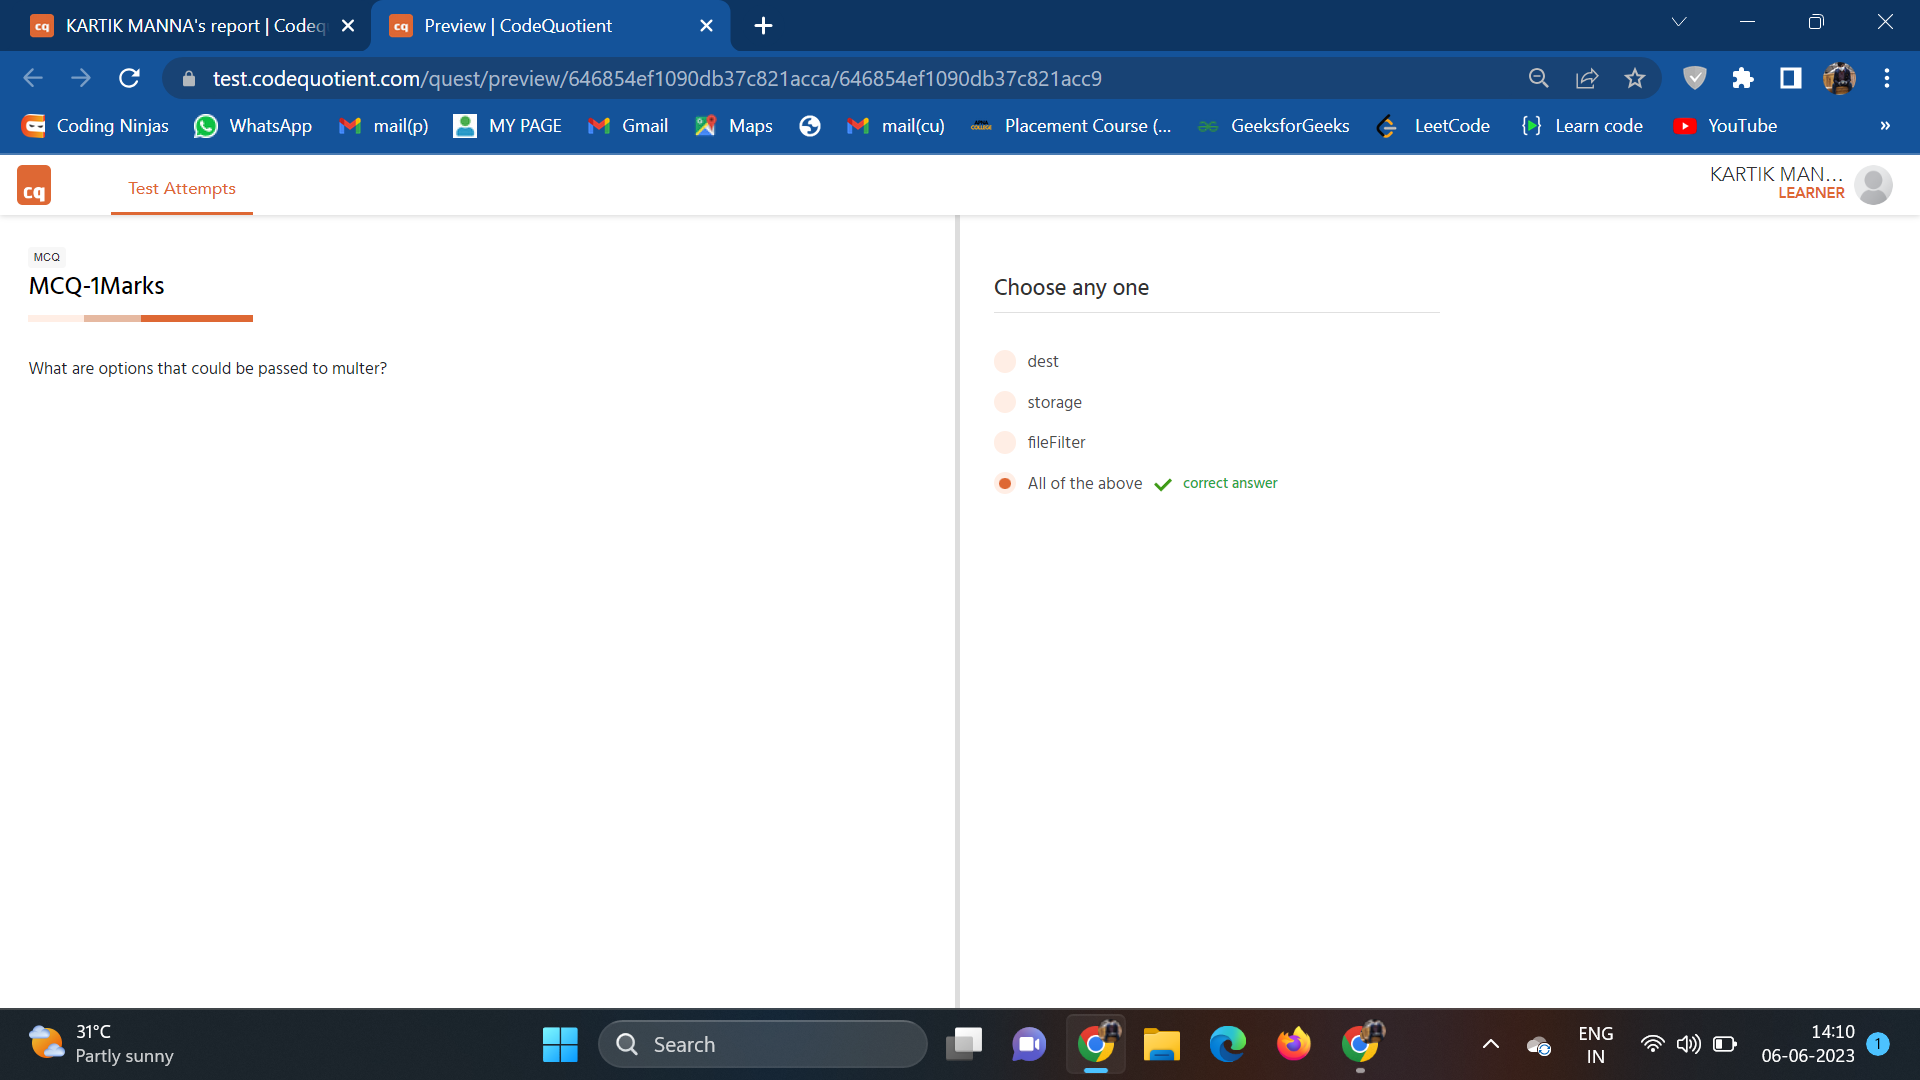 cq KARTIK MANNA's report | Codeq
cq Preview | CodeQuotient
test.codequotient.com/quest/preview/646854ef1090db37c821acca/646854ef1090db37c821acc9
Coding Ninjas WhatsApp mail(p) MY PAGE Gmail Maps mail(cu) Placement Course (... GeeksforGeeks LeetCode Learn code YouTube »
cq Test Attempts
KARTIK MAN...
LEARNER
MCQ
MCQ-1Marks
What are options that could be passed to multer?
Choose any one
dest
storage
fileFilter
All of the above correct answer
31°C
Partly sunny
Search
ENG
IN
14:10
06-06-2023
1